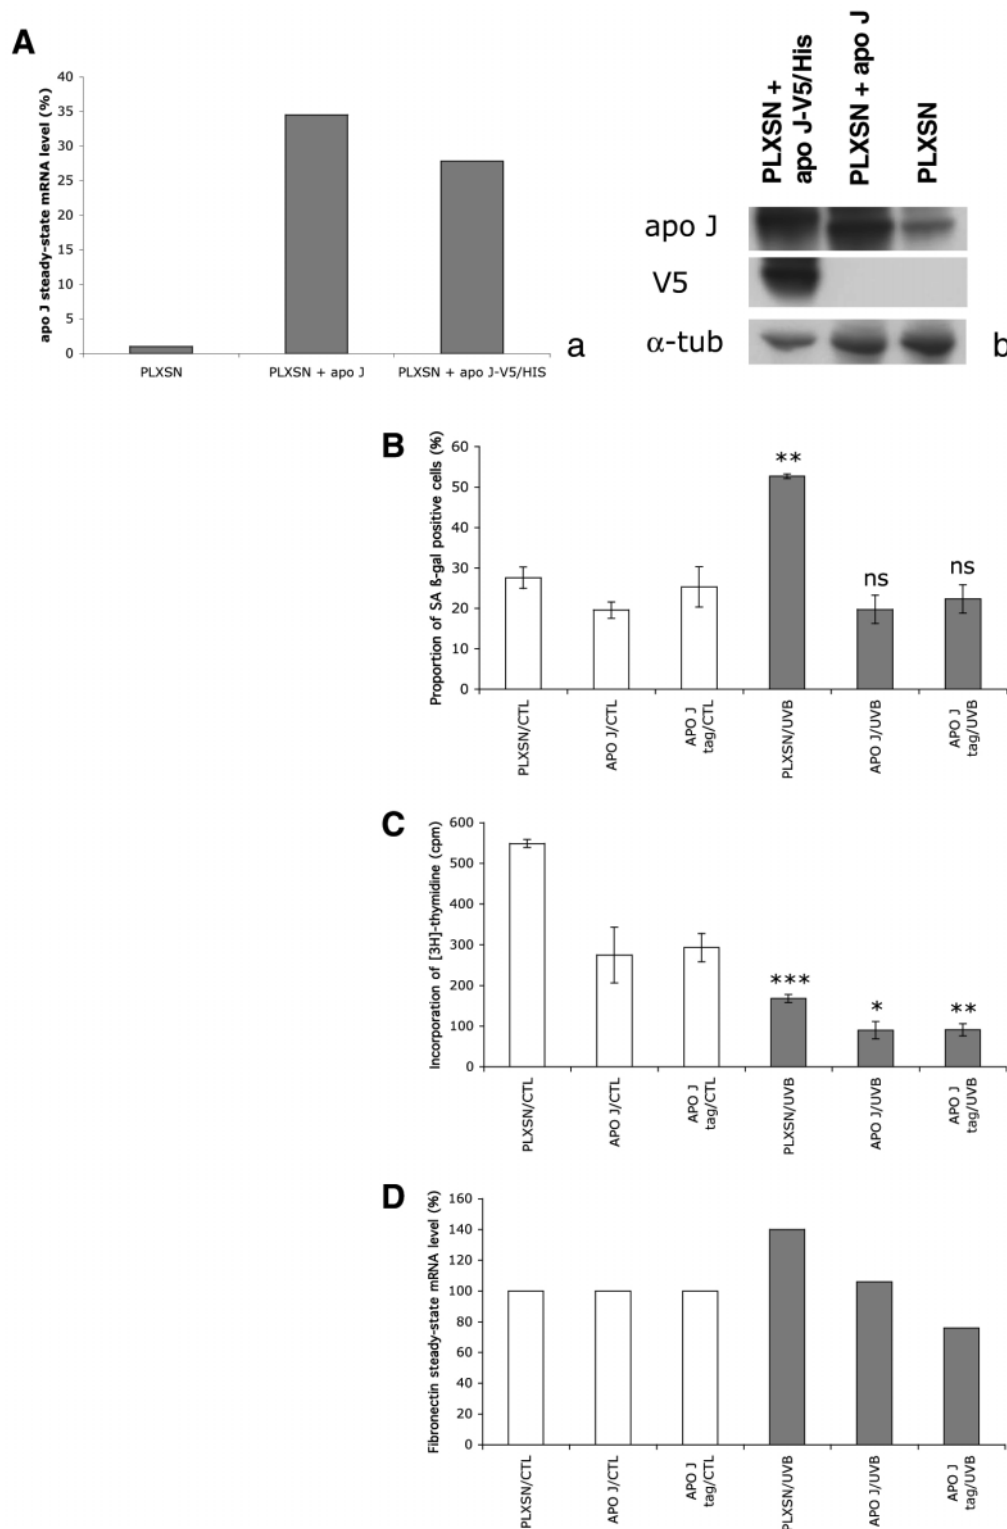 A
apo J steady-state mRNA level (%)
40
35
30
25
20
15
10
5
0
PLXSN
PLXSN + apo J
PLXSN + apo J-V5/HIS
a
PLXSN +
apo J-V5/His
PLXSN + apo J
PLXSN
apo J
V5
α-tub
b
B
Proportion of SA ß-gal positive cells (%)
60
50
40
30
20
10
0
**
ns
ns
PLXSN/CTL
APO J/CTL
APO J
tag/CTL
PLXSN/UVB
APO J/UVB
APO J
tag/UVB
C
Incorporation of [3H]-thymidine (cpm)
600
500
400
300
200
100
0
***
*
**
PLXSN/CTL
APO J/CTL
APO J
tag/CTL
PLXSN/UVB
APO J/UVB
APO J
tag/UVB
D
Fibronectin steady-state mRNA level (%)
160
140
120
100
80
60
40
20
0
PLXSN/CTL
APO J/CTL
APO J
tag/CTL
PLXSN/UVB
APO J/UVB
APO J
tag/UVB